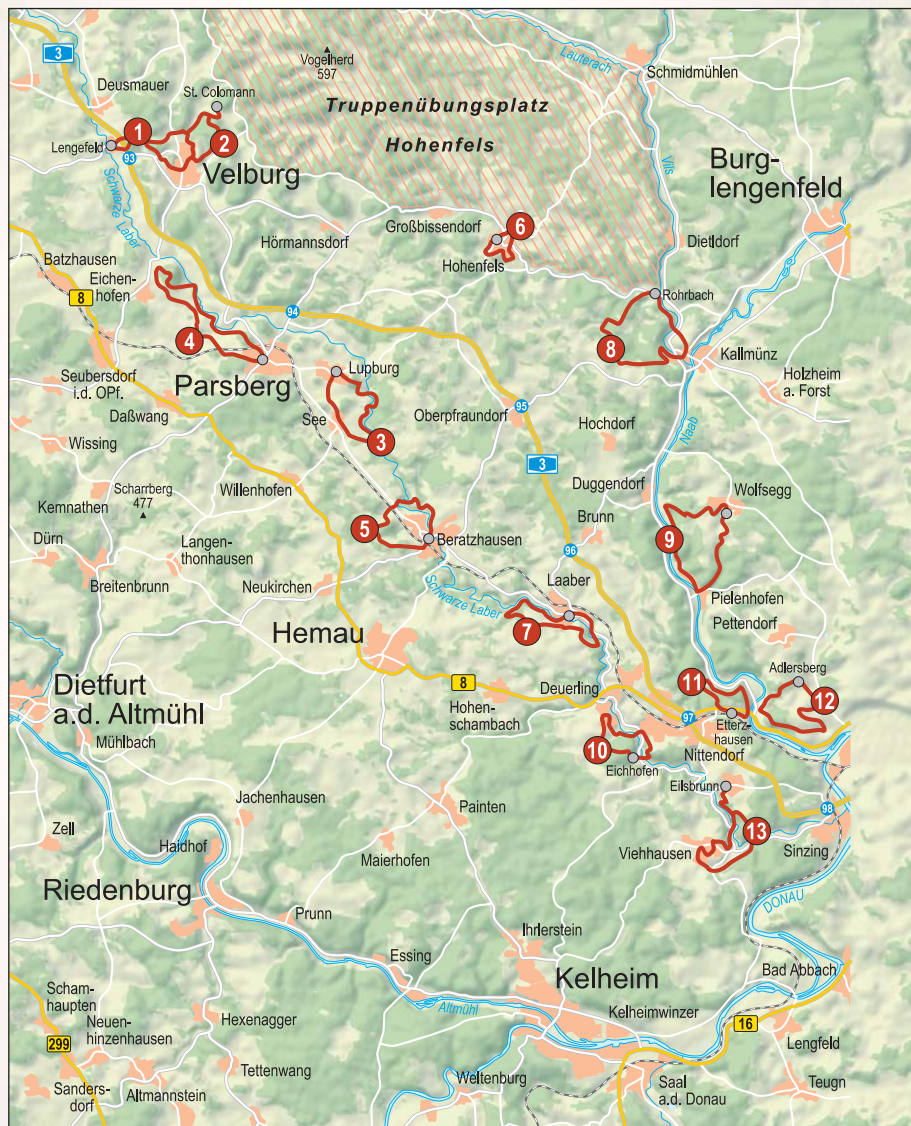 3
Vogelherd
597
Lauterach
Schmidmühlen
Deusmauer
St. Colomann
Truppenübungsplatz
Hohenfels
1
2
Lengefeld
93
Velburg
Schwarze Laber
Vils
Burg-
lengenfeld
Großbissendorf
6
Hörmannsdorf
Hohenfels
Dietldorf
Batzhausen
Eichen-
hofen
8
Rohrbach
94
4
8
Kallmünz
Seubersdorf
i.d. OPf.
Parsberg
Lupburg
Holzheim
a. Forst
Daßwang
See
Oberpfraundorf
95
Wissing
3
Hochdorf
Naab
3
Scharrberg
477
Willenhofen
Duggendorf
Wolfsegg
Kemnathen
5
Brunn
9
Dürn
Langen-
thonhausen
Beratzhausen
96
Breitenbrunn
Neukirchen
Schwarze Laber
Laaber
Pielenhofen
Pettendorf
Hemau
7
Adlersberg
Dietfurt
a.d. Altmühl
8
Deuerling
11
12
Hohen-
schambach
97
Etterz-
hausen
Mühlbach
10
Nittendorf
Eichhofen
Eilsbrunn
Jachenhausen
Painten
98
Zell
Haidhof
Maierhofen
13
Viehhausen
Sinzing
Riedenburg
DONAU
Prunn
Ihrlerstein
Essing
Kelheim
Bad Abbach
Scham-
haupten
Altmühl
Kelheimwinzer
Neuen-
hinzenhausen
Hexenagger
16
299
Lengfeld
Sanders-
dorf
Altmannstein
Tettenwang
Weltenburg
Saal
a.d. Donau
Teugn